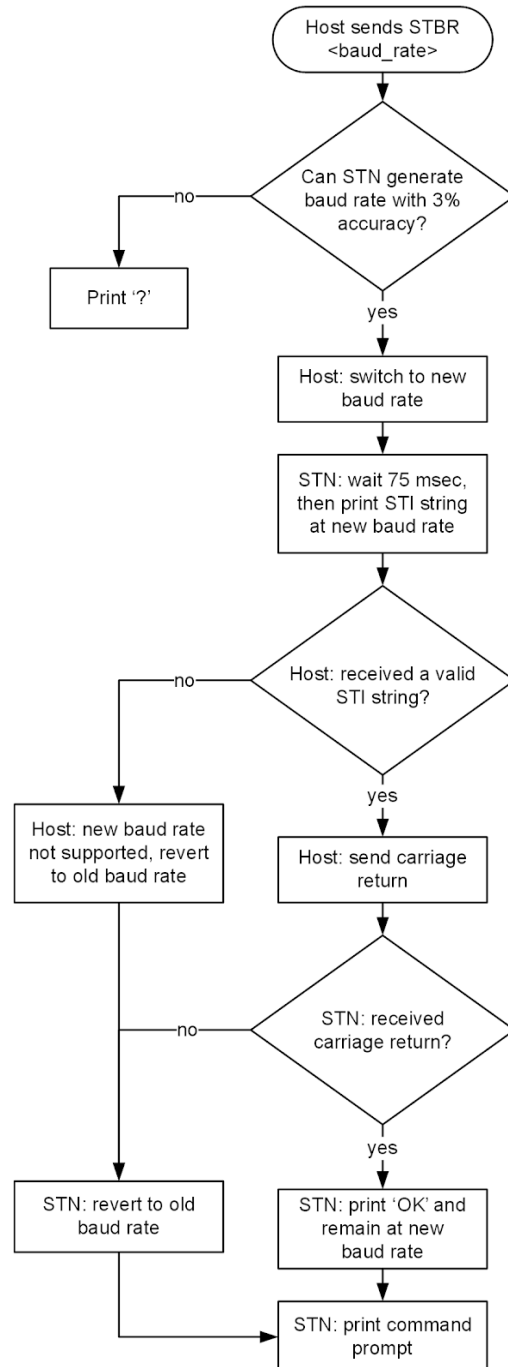 Host sends STBR
<baud_rate>
Can STN generate
baud rate with 3%
accuracy?
no
Print ‘?’
yes
Host: switch to new
baud rate
STN: wait 75 msec,
then print STI string
at new baud rate
Host: received a valid
STI string?
no
yes
Host: new baud rate
not supported, revert
to old baud rate
Host: send carriage
return
STN: received
carriage return?
no
yes
STN: revert to old
baud rate
STN: print ‘OK’ and
remain at new
baud rate
STN: print command
prompt